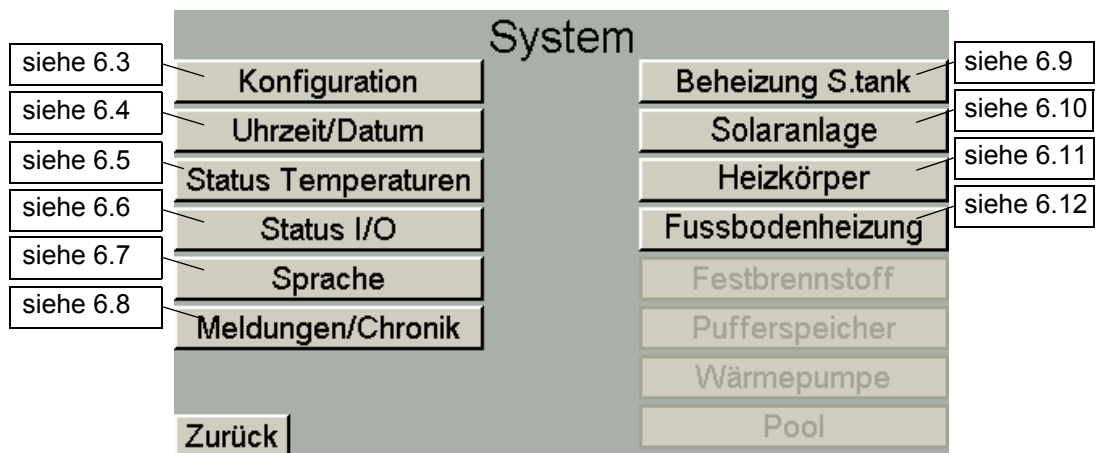 System
siehe 6.3
Konfiguration
siehe 6.4
Uhrzeit/Datum
siehe 6.5
Status Temperaturen
siehe 6.6
Status I/O
siehe 6.7
Sprache
siehe 6.8
Meldungen/Chronik
Zurück
Beheizung S.tank
siehe 6.9
Solaranlage
siehe 6.10
Heizkörper
siehe 6.11
Fussbodenheizung
siehe 6.12
Festbrennstoff
Pufferspeicher
Wärmepumpe
Pool